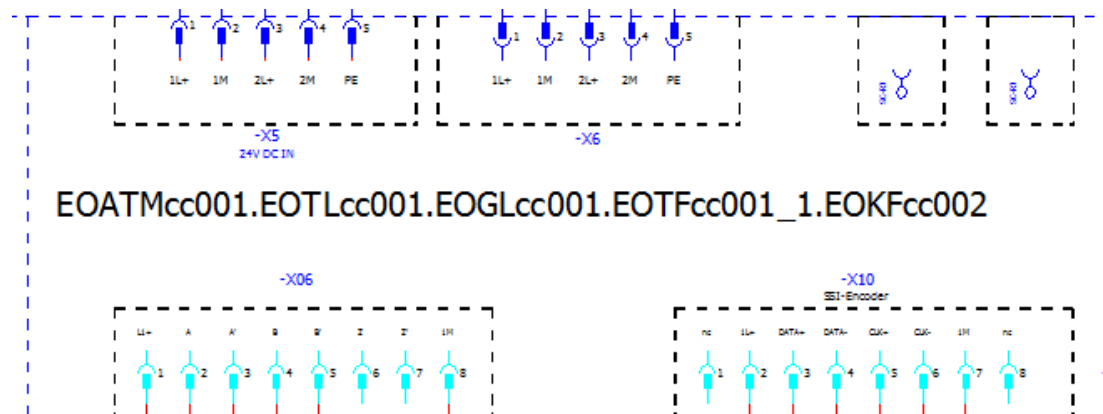 1 2 3 4 5 1 2 3 4 5
1L+ 1M 2L+ 2M PE 1L+ 1M 2L+ 2M PE
-X5 -X6
24V DC IN
EOATMcc001.EOTLcc001.EOGLcc001.EOTFcc001_1.EOKFcc002
-X06 -X10
SSI-Encoder
L1+ A A' B B' Z Z' 1M nc 1L+ DATA+ DATA- CLK+ CLK- 1M nc
1 2 3 4 5 6 7 8 1 2 3 4 5 6 7 8